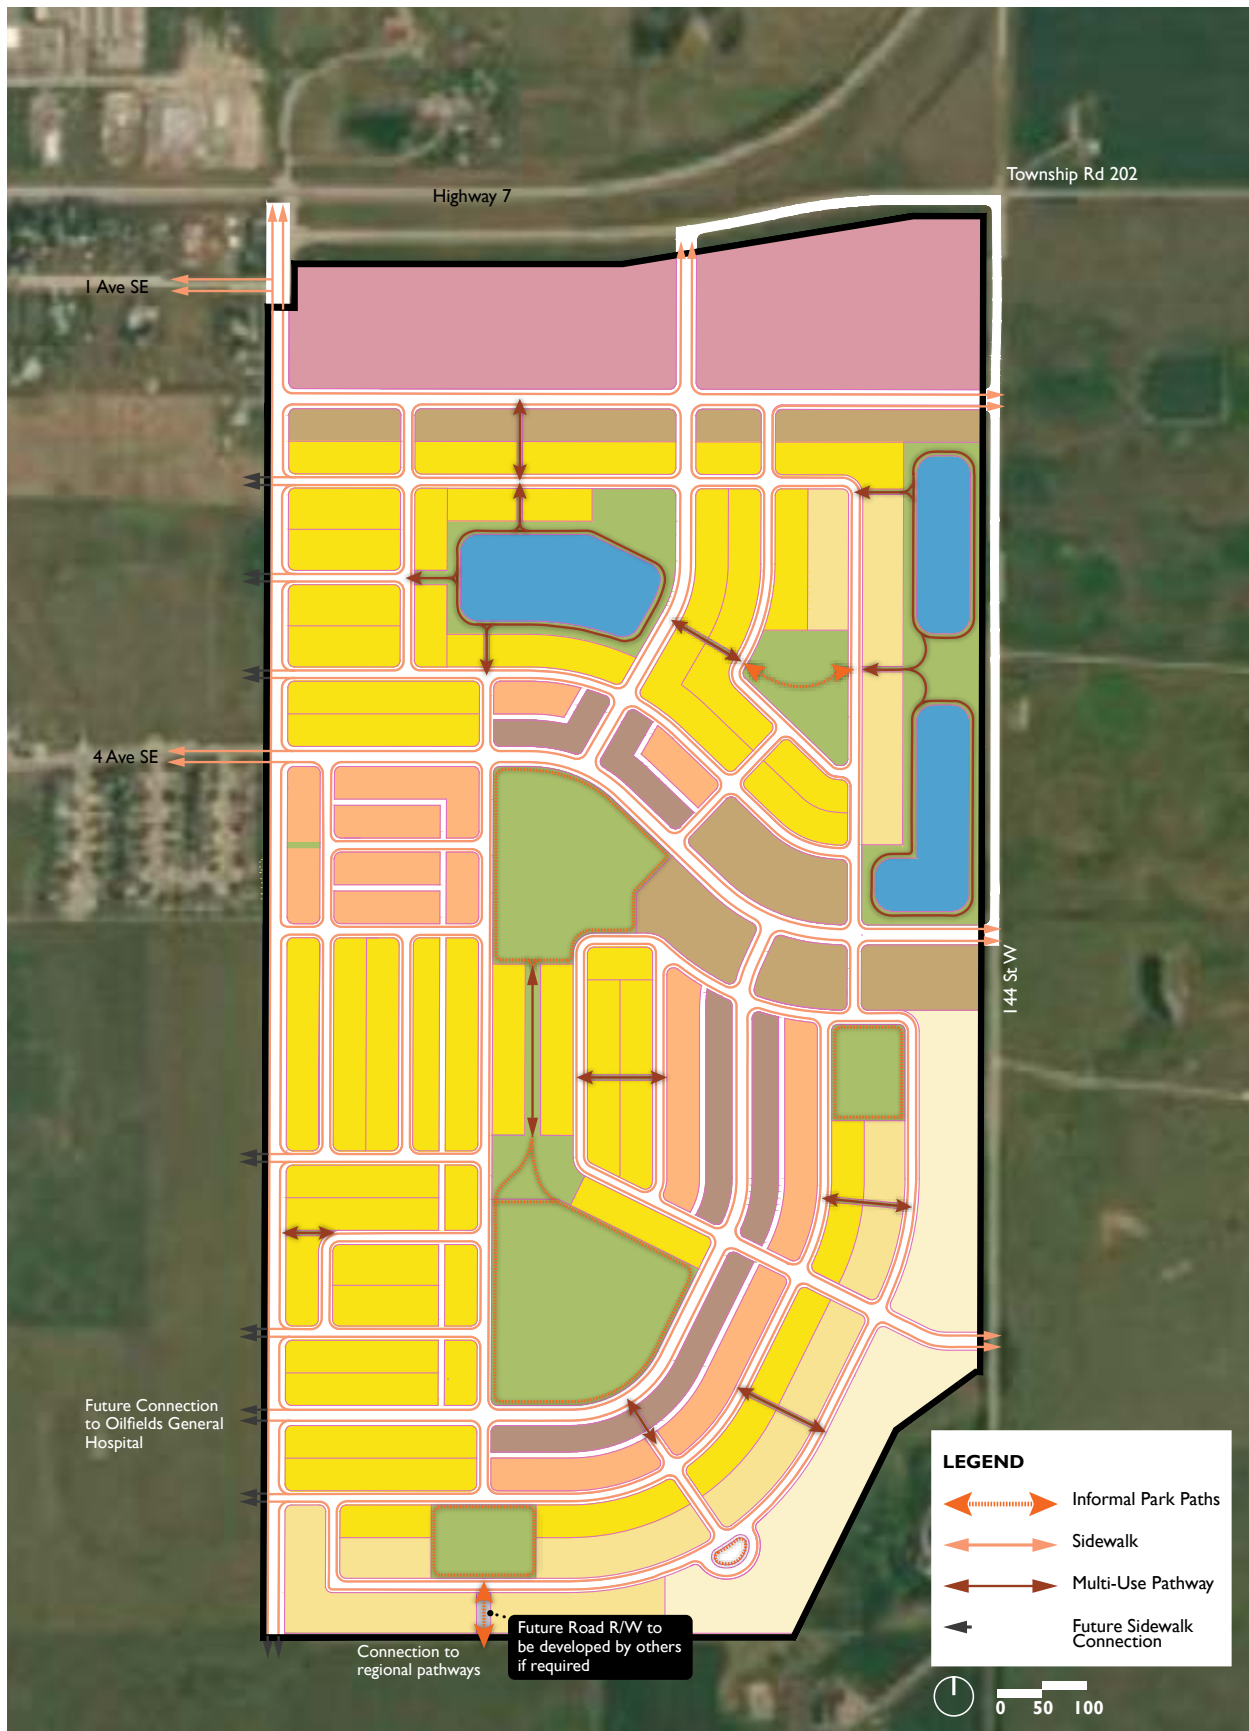 Township Rd 202
Highway 7
1 Ave SE
4 Ave SE
144 St W
Future Connection
to Oilfields General
Hospital
LEGEND
Informal Park Paths
Sidewalk
Multi-Use Pathway
Future Sidewalk
Connection
Future Road R/W to
be developed by others
if required
Connection to
regional pathways
0 50 100